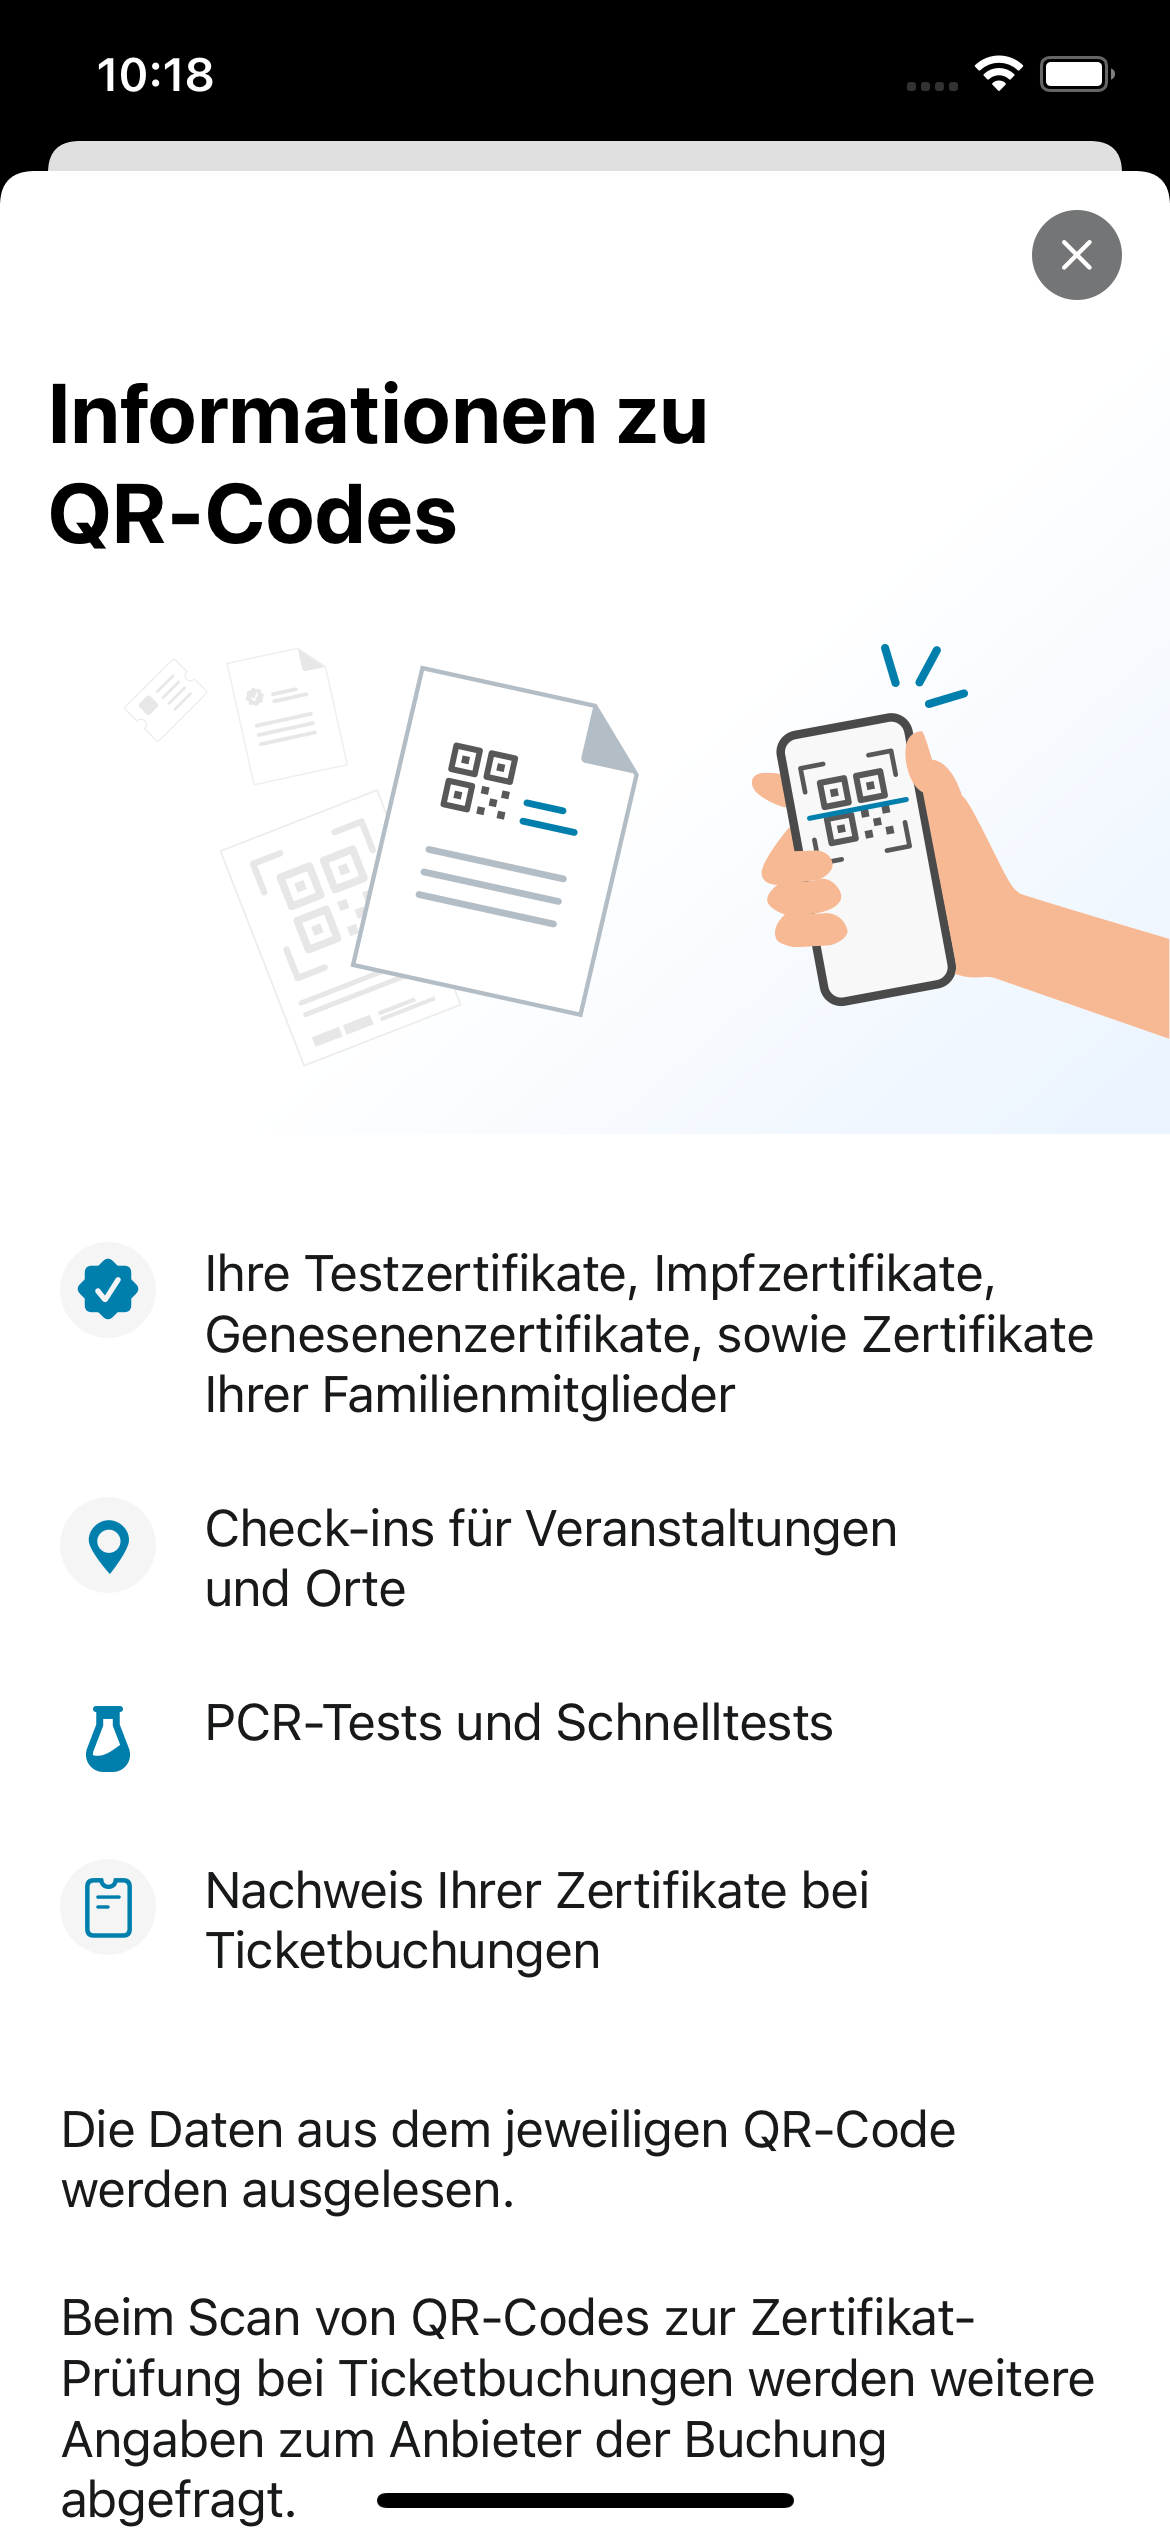 10:18
Informationen zu
QR-Codes
Ihre Testzertifikate, Impfzertifikate,
Genesenenzertifikate, sowie Zertifikate
Ihrer Familienmitglieder
Check-ins für Veranstaltungen
und Orte
PCR-Tests und Schnelltests
Nachweis Ihrer Zertifikate bei
Ticketbuchungen
Die Daten aus dem jeweiligen QR-Code
werden ausgelesen.
Beim Scan von QR-Codes zur Zertifikat-
Prüfung bei Ticketbuchungen werden weitere
Angaben zum Anbieter der Buchung
abgefragt.